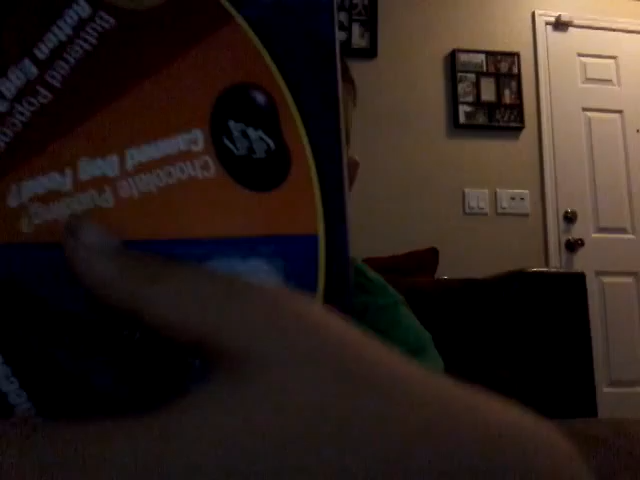 Buttered Popcorn
Rotten Egg?
Chocolate Pudding?
Canned Dog Food?